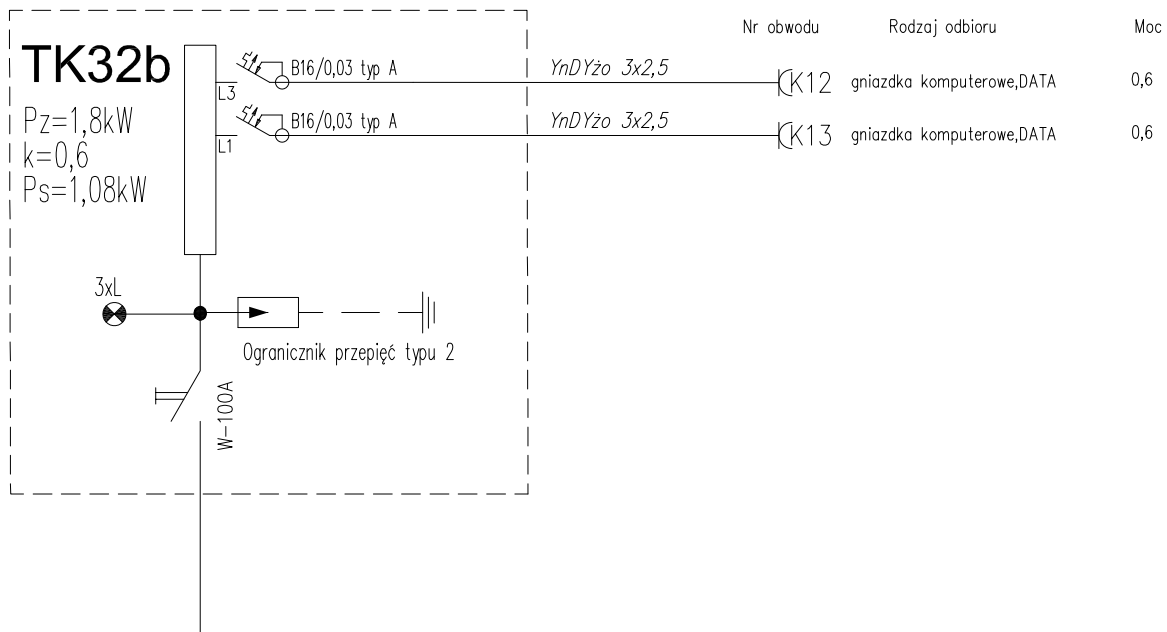 Nr obwodu Rodzaj odbioru Moc
TK32b
Pz=1,8kW
k=0,6
Ps=1,08kW
L3 B16/0,03 typ A YnDYżo 3x2,5 K12 gniazdka komputerowe,DATA 0,6
L1 B16/0,03 typ A YnDYżo 3x2,5 K13 gniazdka komputerowe,DATA 0,6
3xL
Ogranicznik przepięć typu 2
W-100A